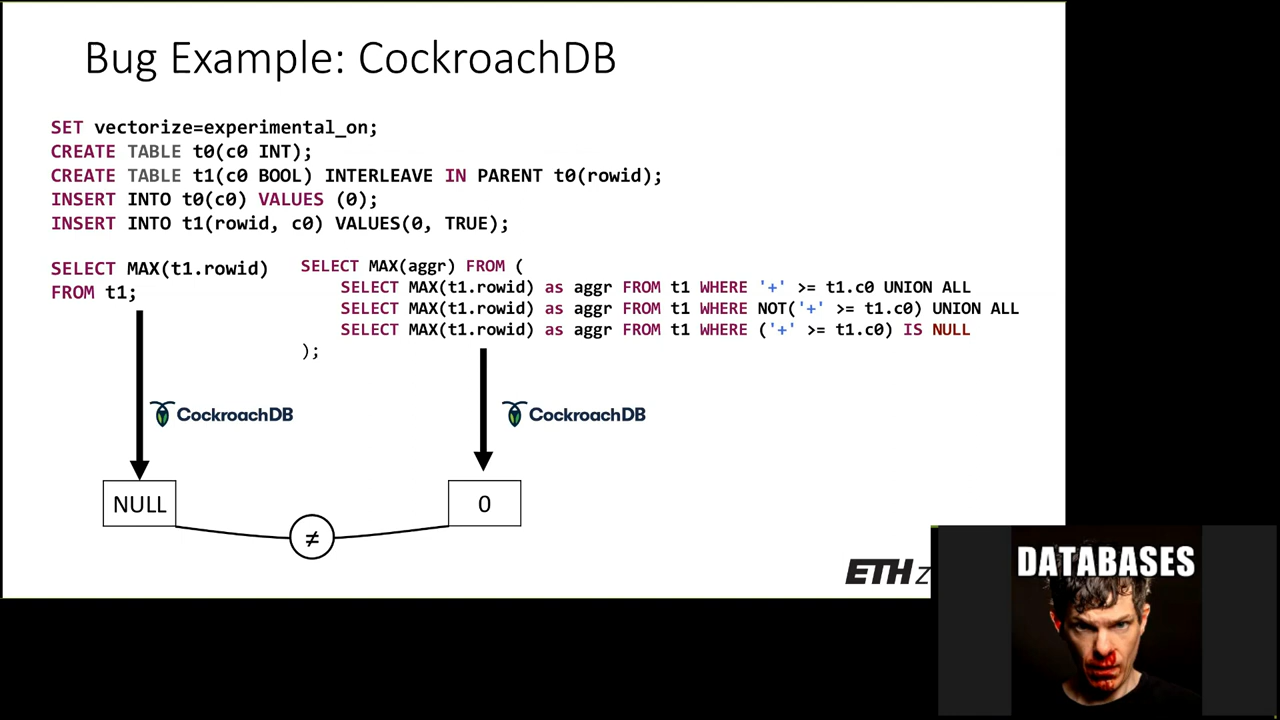 Bug Example: CockroachDB
SET vectorize=experimental_on;
CREATE TABLE t0(c0 INT);
CREATE TABLE t1(c0 BOOL) INTERLEAVE IN PARENT t0(rowid);
INSERT INTO t0(c0) VALUES (0);
INSERT INTO t1(rowid, c0) VALUES(0, TRUE);
SELECT MAX(t1.rowid)
FROM t1;
SELECT MAX(aggr) FROM (
SELECT MAX(t1.rowid) as aggr FROM t1 WHERE '+' >= t1.c0 UNION ALL
SELECT MAX(t1.rowid) as aggr FROM t1 WHERE NOT('+' >= t1.c0) UNION ALL
SELECT MAX(t1.rowid) as aggr FROM t1 WHERE ('+' >= t1.c0) IS NULL
);
CockroachDB
CockroachDB
NULL
0
≠
ETH z
DATABASES